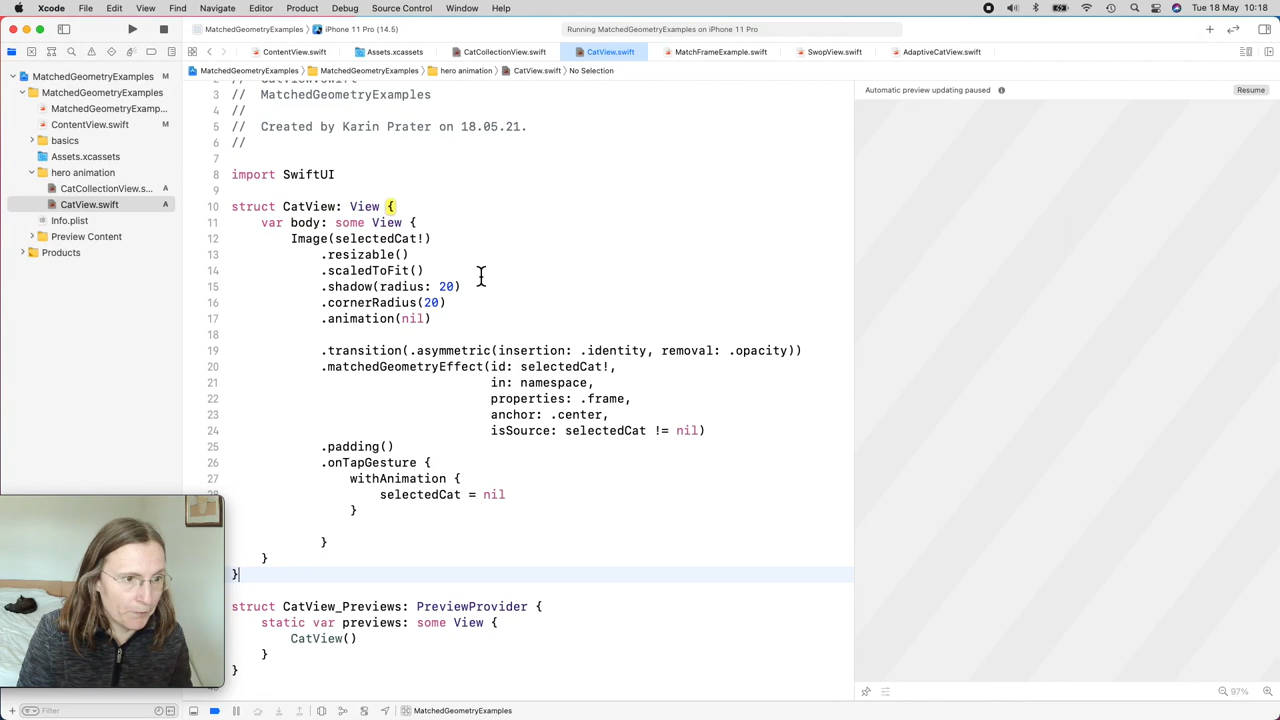 Xcode File Edit View Find Navigate Editor Product Debug Source Control Window Help Tue 18. May 10:18
MatchedGeometryExamples iPhone 11 Pro (14.5) Running MatchedGeometryExamples on iPhone 11 Pro
ContentView.swift Assets.xcassets CatCollectionView.swift CatView.swift MatchFrameExample.swift SwopView.swift AdaptiveCatView.swift
MatchedGeometryExamples MatchedGeometryExamples hero animation CatView.swift No Selection
MatchedGeometryExamples M
MatchedGeometryExamples
MatchedGeometryExamp... M
ContentView.swift M
basics
Assets.xcassets
hero animation
CatCollectionView.s... A
CatView.swift A
Info.plist
Preview Content
Products
2 // CatView.swift
3 // MatchedGeometryExamples
4 //
5 // Created by Karin Prater on 18.05.21.
6 //
7
8 import SwiftUI
9
10 struct CatView: View {
11 var body: some View {
12 Image(selectedCat!)
13 .resizable()
14 .scaledToFit()
15 .shadow(radius: 20)
16 .cornerRadius(20)
17 .animation(nil)
18
19 .transition(.asymmetric(insertion: .identity, removal: .opacity))
20 .matchedGeometryEffect(id: selectedCat!,
21 in: namespace,
22 properties: .frame,
23 anchor: .center,
24 isSource: selectedCat != nil)
25 .padding()
26 .onTapGesture {
27 withAnimation {
28 selectedCat = nil
}
}
}
}
struct CatView_Previews: PreviewProvider {
static var previews: some View {
CatView()
}
}
Automatic preview updating paused Resume
97%
Filter MatchedGeometryExamples